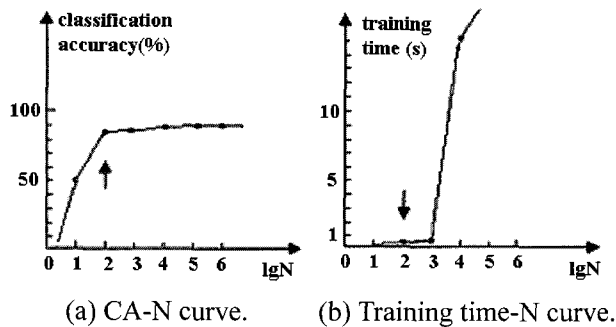 classification
accuracy(%)
100
50
0 1 2 3 4 5 6
lgN
(a) CA-N curve.
training
time (s)
10
5
1
0 1 2 3 4 5 6
lgN
(b) Training time-N curve.